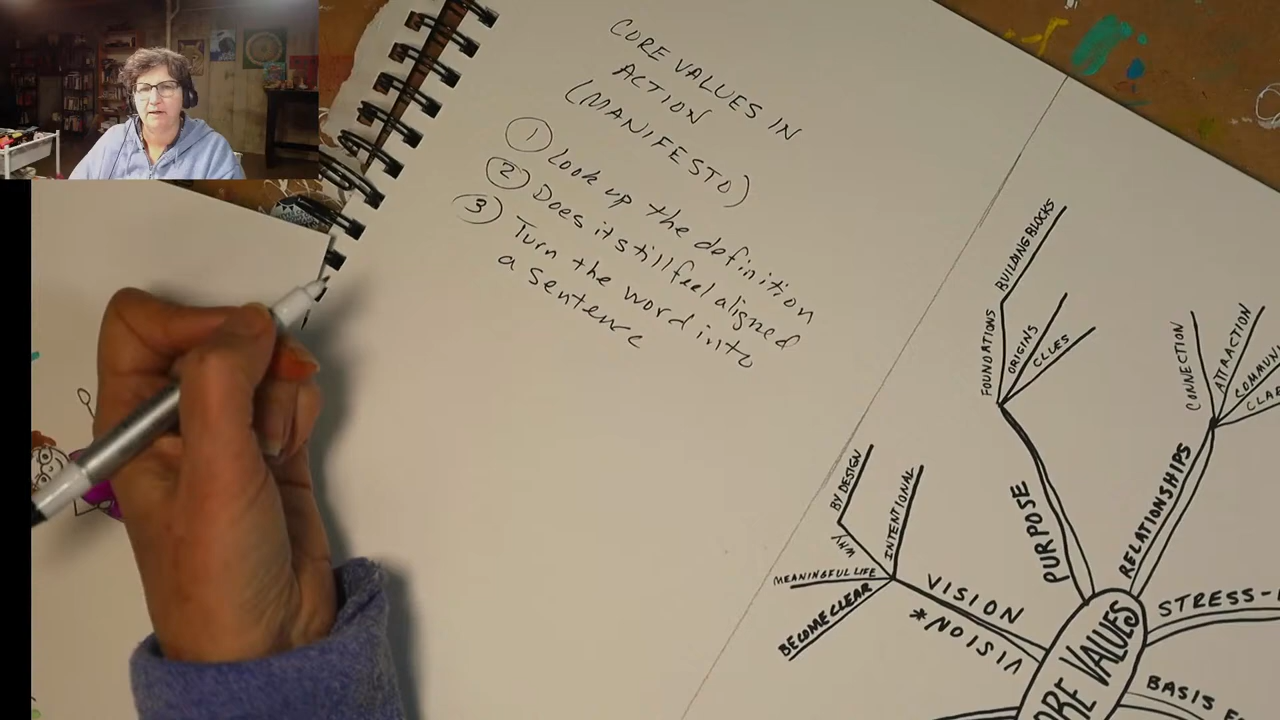 CORE VALUES IN
ACTION
(MANIFESTO)
① Look up the definition
② Does it still feel aligned
③ Turn the word into
a sentence
BUILDING BLOCKS
FOUNDATIONS
ORIGINS
CLUES
CONNECTION
ATTRACTION
PURPOSE
RELATIONSHIPS
BY DESIGN
WHY
INTENTIONAL
MEANINGFUL LIFE
BECOME CLEAR
VISION
VISION*
STRESS-
BASIS
CORE VALUES